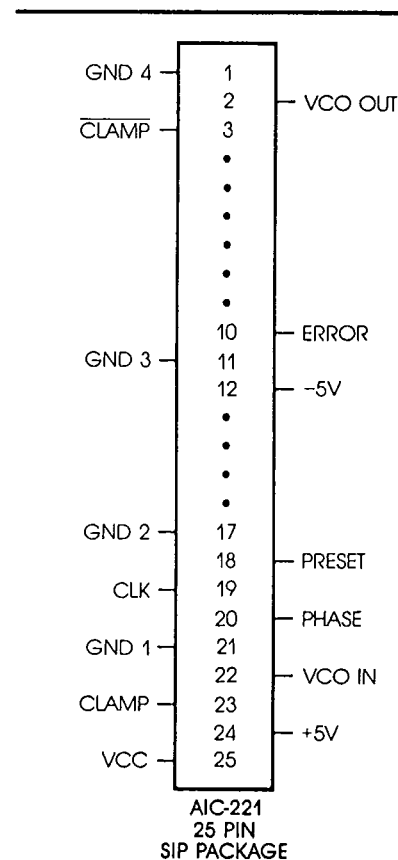 GND 4 1
2 VCO OUT
CLAMP 3
10 ERROR
GND 3 11
12 −5V
GND 2 17
18 PRESET
CLK 19
20 PHASE
GND 1 21
22 VCO IN
CLAMP 23
24 +5V
VCC 25
AIC-221
25 PIN
SIP PACKAGE